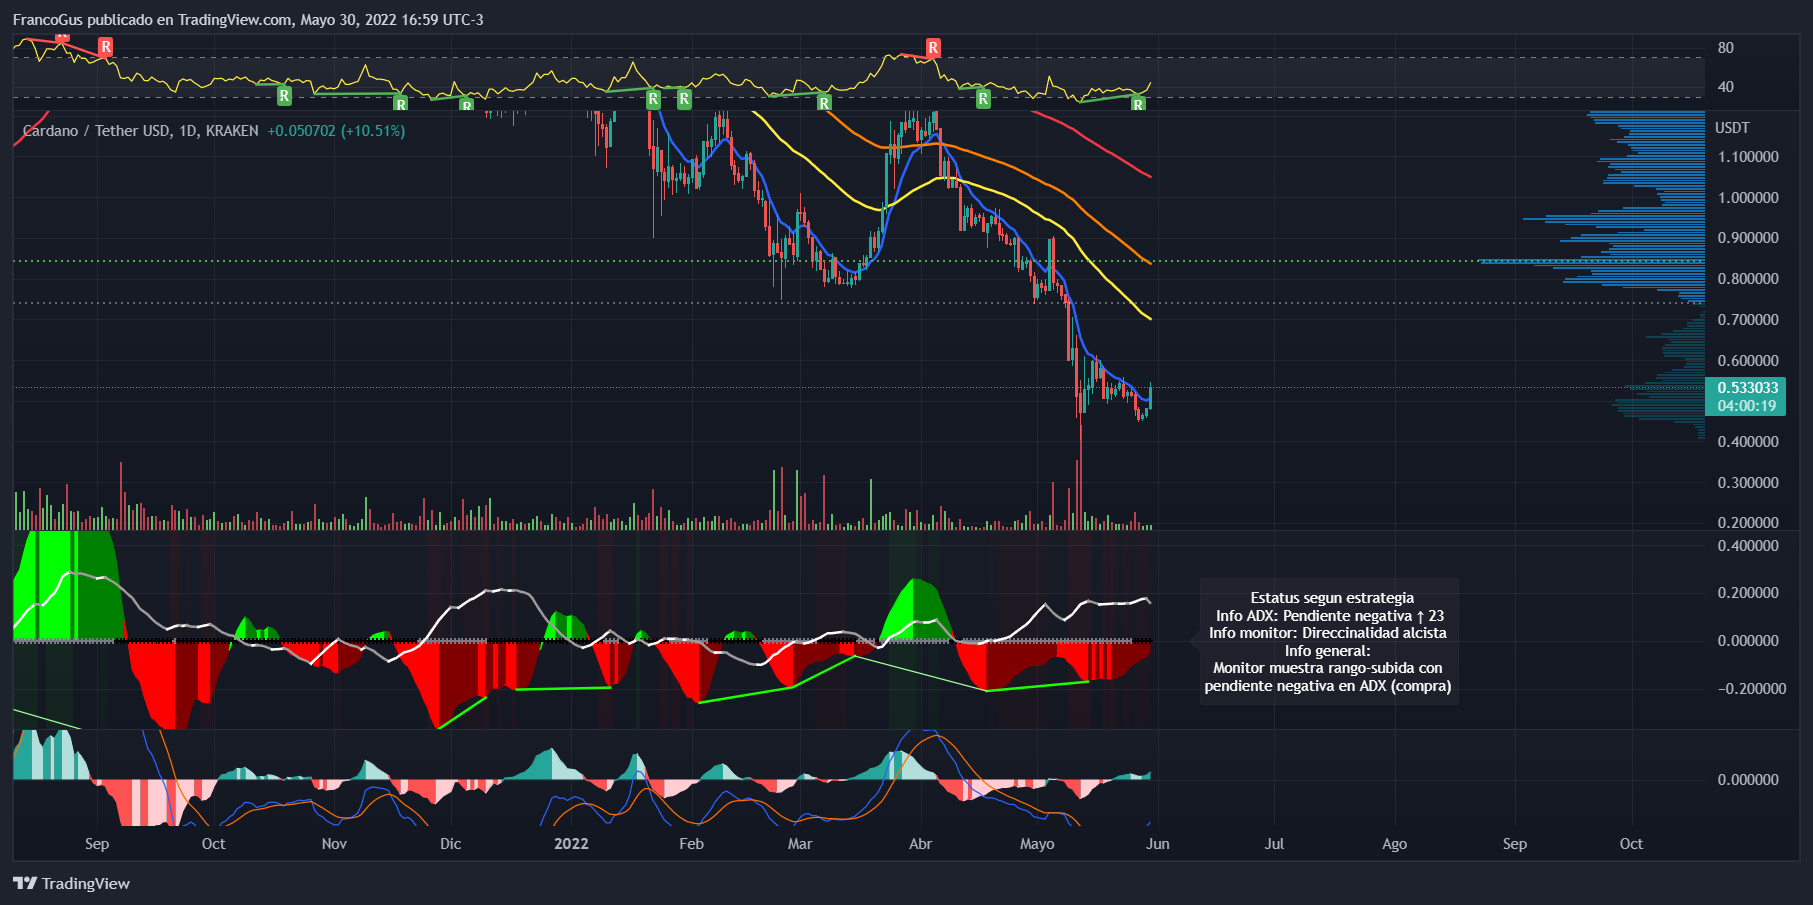 FrancoGus publicado en TradingView.com, Mayo 30, 2022 16:59 UTC-3
R
R
R
R
R
R
R
R
R
R
R
80
40
Cardano / Tether USD, 1D, KRAKEN +0.050702 (+10.51%)
USDT
1.100000
1.000000
0.900000
0.800000
0.700000
0.600000
0.533033
04:00:19
0.400000
0.300000
0.200000
0.400000
0.200000
0.000000
−0.200000
Estatus segun estrategia
Info ADX: Pendiente negativa ↑ 23
Info monitor: Direccinalidad alcista
Info general:
Monitor muestra rango-subida con
pendiente negativa en ADX (compra)
0.000000
Sep Oct Nov Dic 2022 Feb Mar Abr Mayo Jun Jul Ago Sep Oct
TradingView